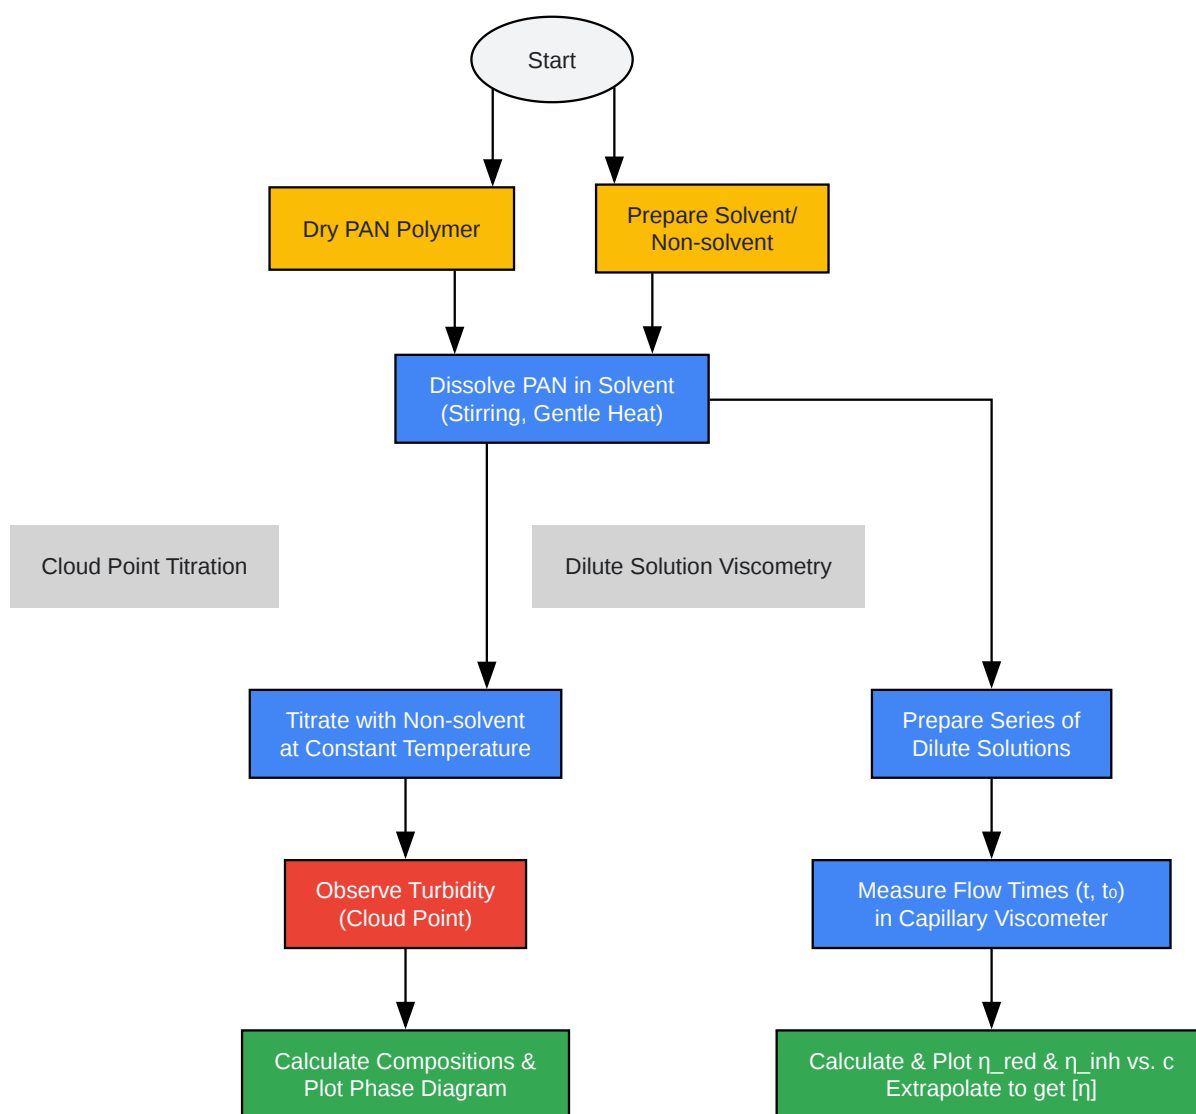 Start
Dry PAN Polymer
Prepare Solvent/
Non-solvent
Dissolve PAN in Solvent
(Stirring, Gentle Heat)
Cloud Point Titration
Dilute Solution Viscometry
Titrate with Non-solvent
at Constant Temperature
Prepare Series of
Dilute Solutions
Observe Turbidity
(Cloud Point)
Measure Flow Times (t, t₀)
in Capillary Viscometer
Calculate Compositions &
Plot Phase Diagram
Calculate & Plot η_red & η_inh vs. c
Extrapolate to get [η]